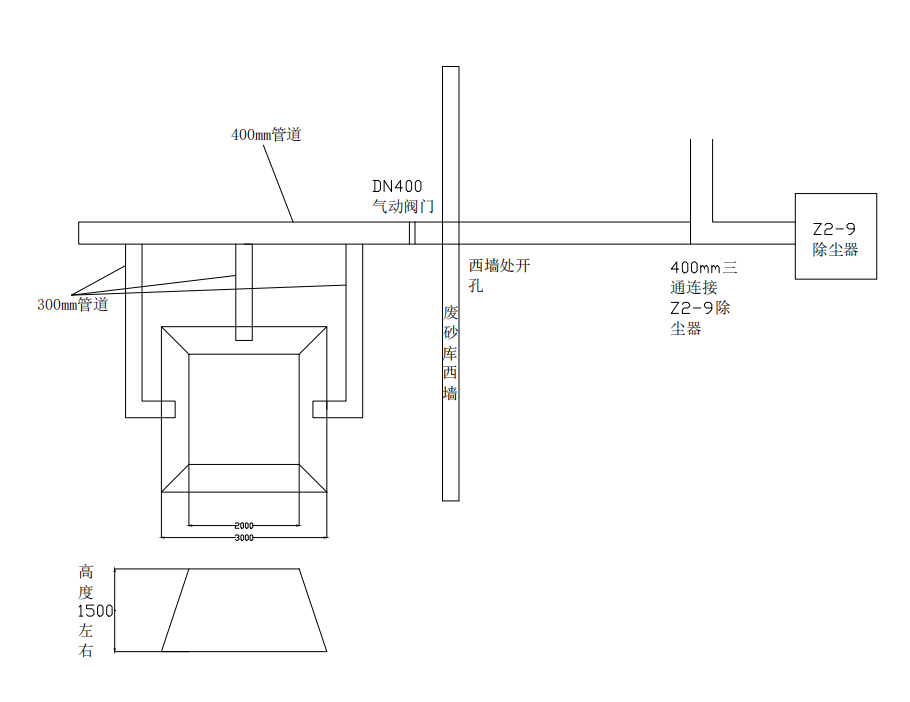 400mm管道
DN400
气动阀门
Z2-9
除尘器
西墙处开
孔
400mm三
通连接
Z2-9除
尘器
300mm管道
废
砂
库
西
墙
2000
3000
高
度
1500
左
右